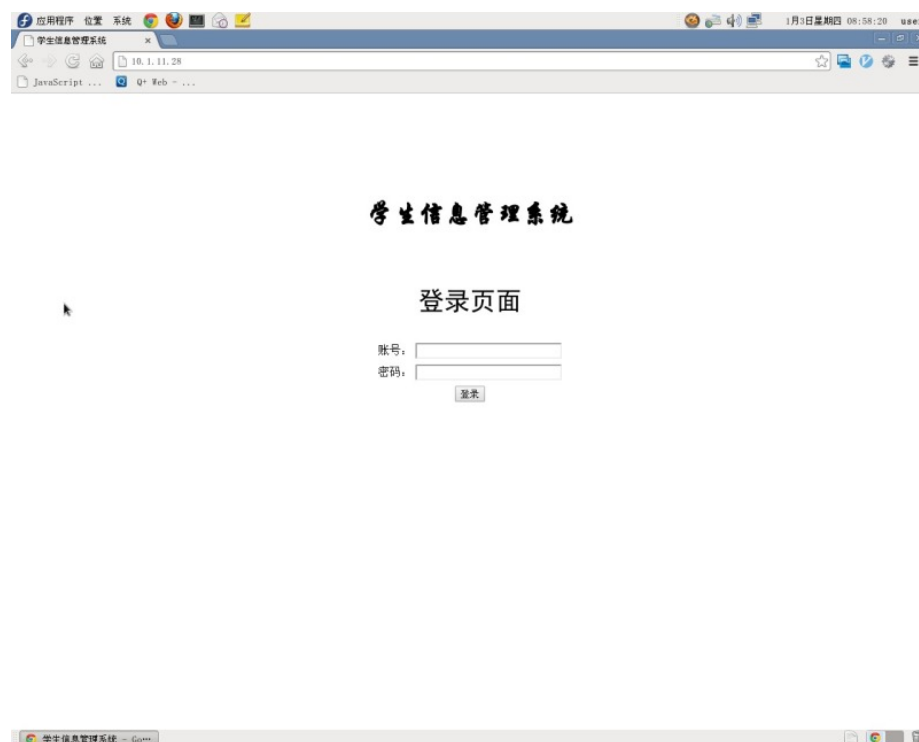 应用程序 位置 系统 1月3日星期四 08:58:20 use
学生信息管理系统
10.1.11.28
JavaScript ... Q+ Web - ...
学生信息管理系统
登录页面
账号：
密码：
登录
学生信息管理系统 - Go...